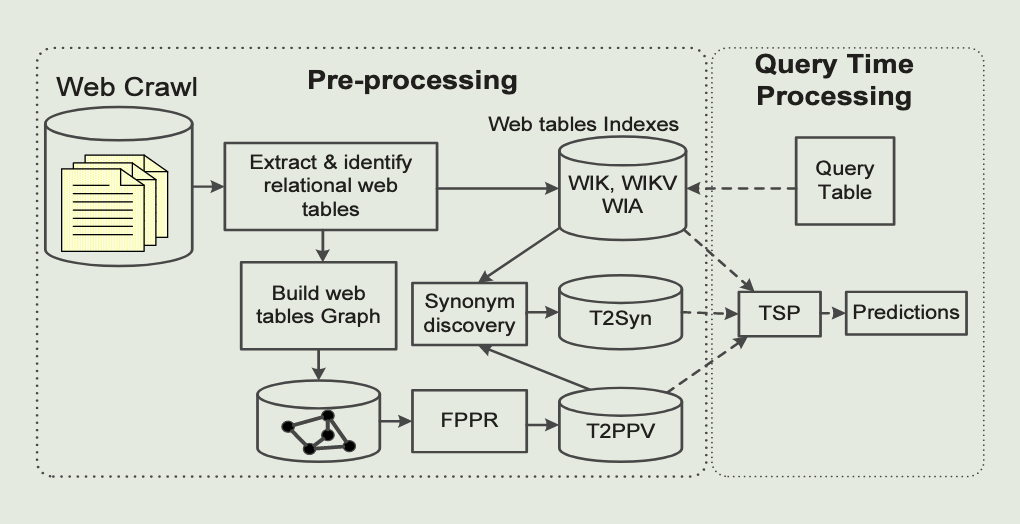 Pre-processing
Query Time
Processing
Web Crawl
Web tables Indexes
Extract & identify
relational web
tables
WIK, WIKV
WIA
Query
Table
Build web
tables Graph
Synonym
discovery
T2Syn
TSP
Predictions
FPPR
T2PPV